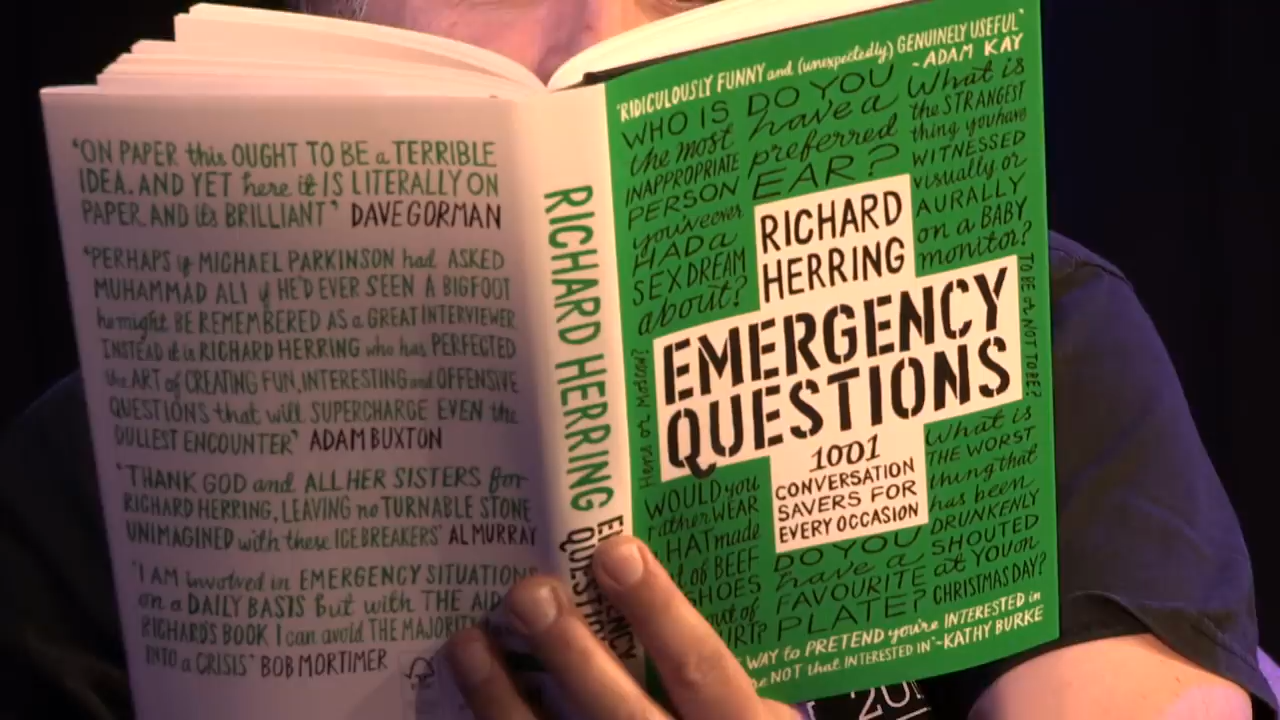 'ON PAPER this OUGHT TO BE a TERRIBLE
IDEA. AND YET here it IS LITERALLY ON
PAPER AND it's BRILLIANT' DAVE GORMAN
'PERHAPS if MICHAEL PARKINSON had ASKED
MUHAMMAD ALI if HE'D EVER SEEN A BIGFOOT
he might BE REMEMBERED AS a GREAT INTERVIEWER
INSTEAD it is RICHARD HERRING who has PERFECTED
the ART of CREATING FUN, INTERESTING and OFFENSIVE
QUESTIONS that will SUPERCHARGE EVEN the
DULLEST ENCOUNTER' ADAM BUXTON
'THANK GOD and ALL HER SISTERS for
RICHARD HERRING, LEAVING no TURNABLE STONE
UNIMAGINED with these ICEBREAKERS' AL MURRAY
'I AM involved in EMERGENCY SITUATIONS
on a DAILY BASIS But with THE AID
RICHARD'S BOOK I can avoid THE MAJORITY
INTO a CRISIS' BOB MORTIMER
RICHARD HERRING EMERGENCY QUESTIONS
'RIDICULOUSLY FUNNY and (unexpectedly) GENUINELY USEFUL'
-ADAM KAY
WHO IS
the most
INAPPROPRIATE
PERSON
you've ever
HAD a
SEX DREAM
about?
DO YOU
have a
preferred
EAR?
What is
the STRANGEST
thing you have
WITNESSED
visually or
AURALLY
on a BABY
monitor?
RICHARD
HERRING
EMERGENCY
QUESTIONS
1001
CONVERSATION
SAVERS FOR
EVERY OCCASION
Hens or Moson?
TO BE or NOT TO BE?
WOULD you
rather WEAR
HAT made
of BEEF
SHOES
out of
DO YOU
have a
FAVOURITE
PLATE?
What is
THE WORST
thing that
has been
DRUNKENLY
SHOUTED
at YOU on
CHRISTMAS DAY?
WAY to PRETEND you're INTERESTED in
NOT that INTERESTED IN'-KATHY BURKE